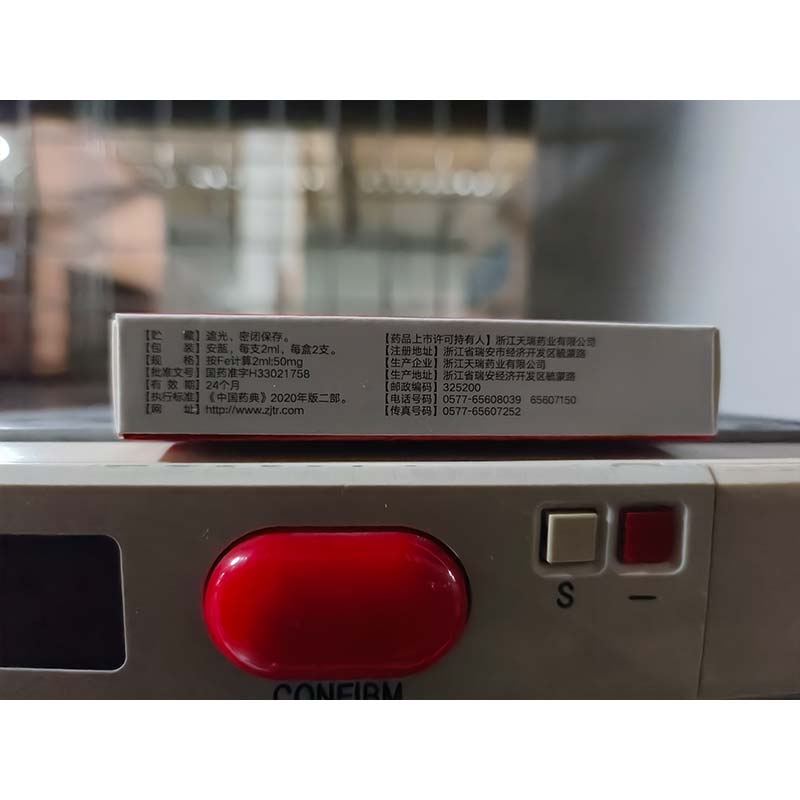 【贮　　藏】遮光、密闭保存。
【包　　装】安瓿，每支2ml，每盒2支。
【规　　格】按Fe计算2ml:50mg
【批准文号】国药准字H33021758
【有 效 期】24个月
【执行标准】《中国药典》2020年版二部。
【网　　址】http://www.zjtr.com
【药品上市许可持有人】浙江天瑞药业有限公司
【注册地址】浙江省瑞安市经济开发区毓蒙路
【生产企业】浙江天瑞药业有限公司
【生产地址】浙江省瑞安经济开发区毓蒙路
【邮政编码】325200
【电话号码】0577-65608039 65607150
【传真号码】0577-65607252
S
—
CONFIRM